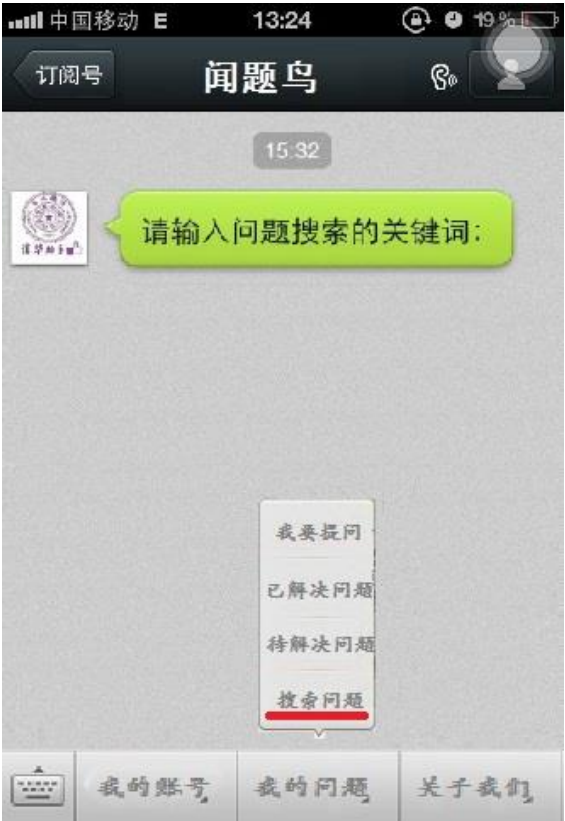 中国移动 E 13:24 19%
订阅号 闻题鸟
15:32
请输入问题搜索的关键词:
我要提问
已解决问题
待解决问题
搜索问题
我的账号 我的问题 关于我们